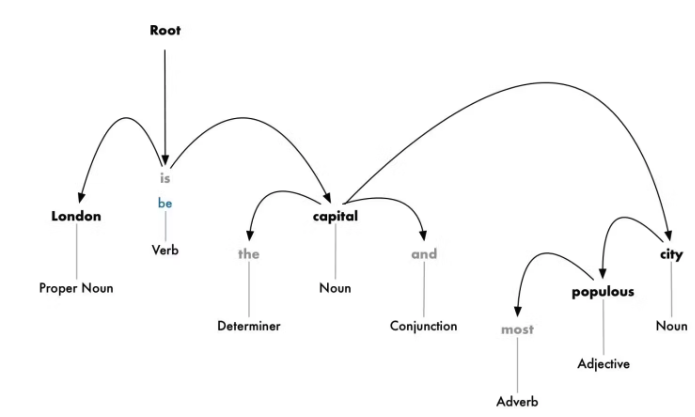 Root
is
be
Verb
London
Proper Noun
the
Determiner
capital
Noun
and
Conjunction
most
Adverb
populous
Adjective
city
Noun